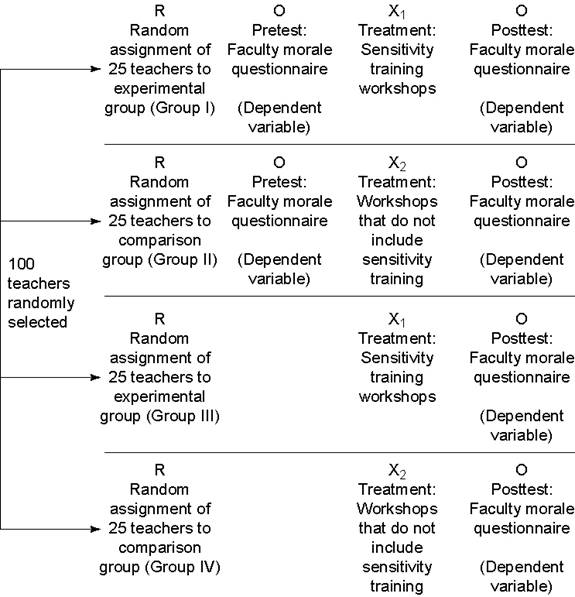 R O X1 O
Random Pretest: Treatment: Posttest:
assignment of Faculty morale Sensitivity Faculty morale
25 teachers to questionnaire training questionnaire
experimental workshops
group (Group I) (Dependent (Dependent
variable) variable)
R O X2 O
Random Pretest: Treatment: Posttest:
assignment of Faculty morale Workshops Faculty morale
25 teachers to questionnaire that do not questionnaire
comparison include
group (Group II) (Dependent sensitivity (Dependent
variable) training variable)
100
teachers
randomly
selected
R X1 O
Random Treatment: Posttest:
assignment of Sensitivity Faculty morale
25 teachers to training questionnaire
experimental workshops
group (Group III) (Dependent
variable)
R X2 O
Random Treatment: Posttest:
assignment of Workshops Faculty morale
25 teachers to that do not questionnaire
comparison include
group (Group IV) sensitivity (Dependent
training variable)